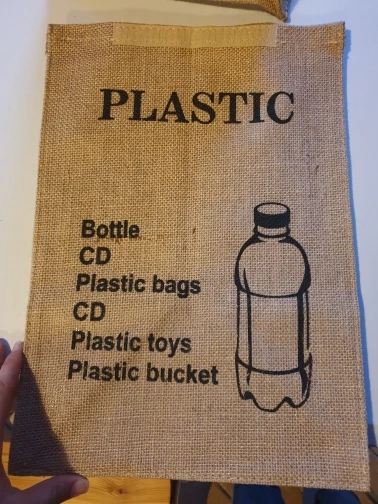 PLASTIC
Bottle
CD
Plastic bags
CD
Plastic toys
Plastic bucket